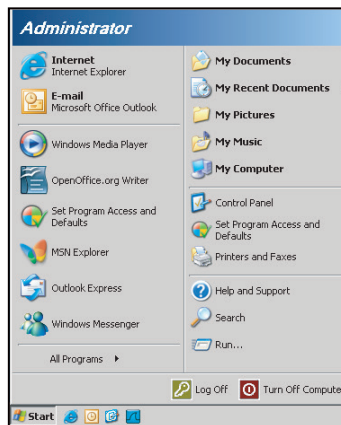 Administrator
Internet
Internet Explorer
E-mail
Microsoft Office Outlook
Windows Media Player
OpenOffice.org Writer
Set Program Access and
Defaults
MSN Explorer
Outlook Express
Windows Messenger
All Programs
My Documents
My Recent Documents
My Pictures
My Music
My Computer
Control Panel
Set Program Access and
Defaults
Printers and Faxes
Help and Support
Search
Run...
Log Off
Turn Off Compute
Start